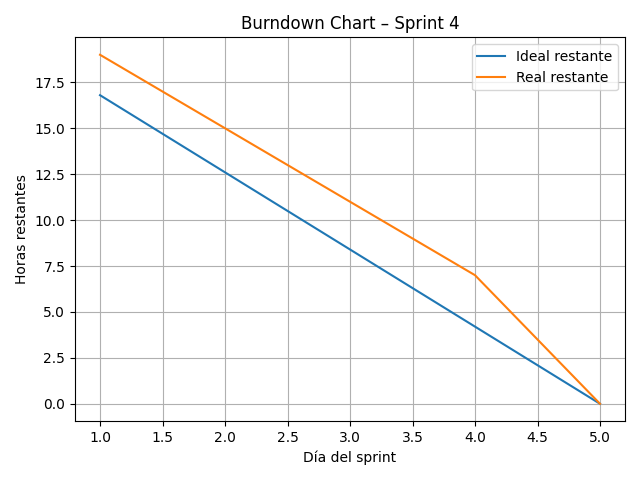 Burndown Chart – Sprint 4
Ideal restante
Real restante
Horas restantes
17.5
15.0
12.5
10.0
7.5
5.0
2.5
0.0
1.0 1.5 2.0 2.5 3.0 3.5 4.0 4.5 5.0
Día del sprint